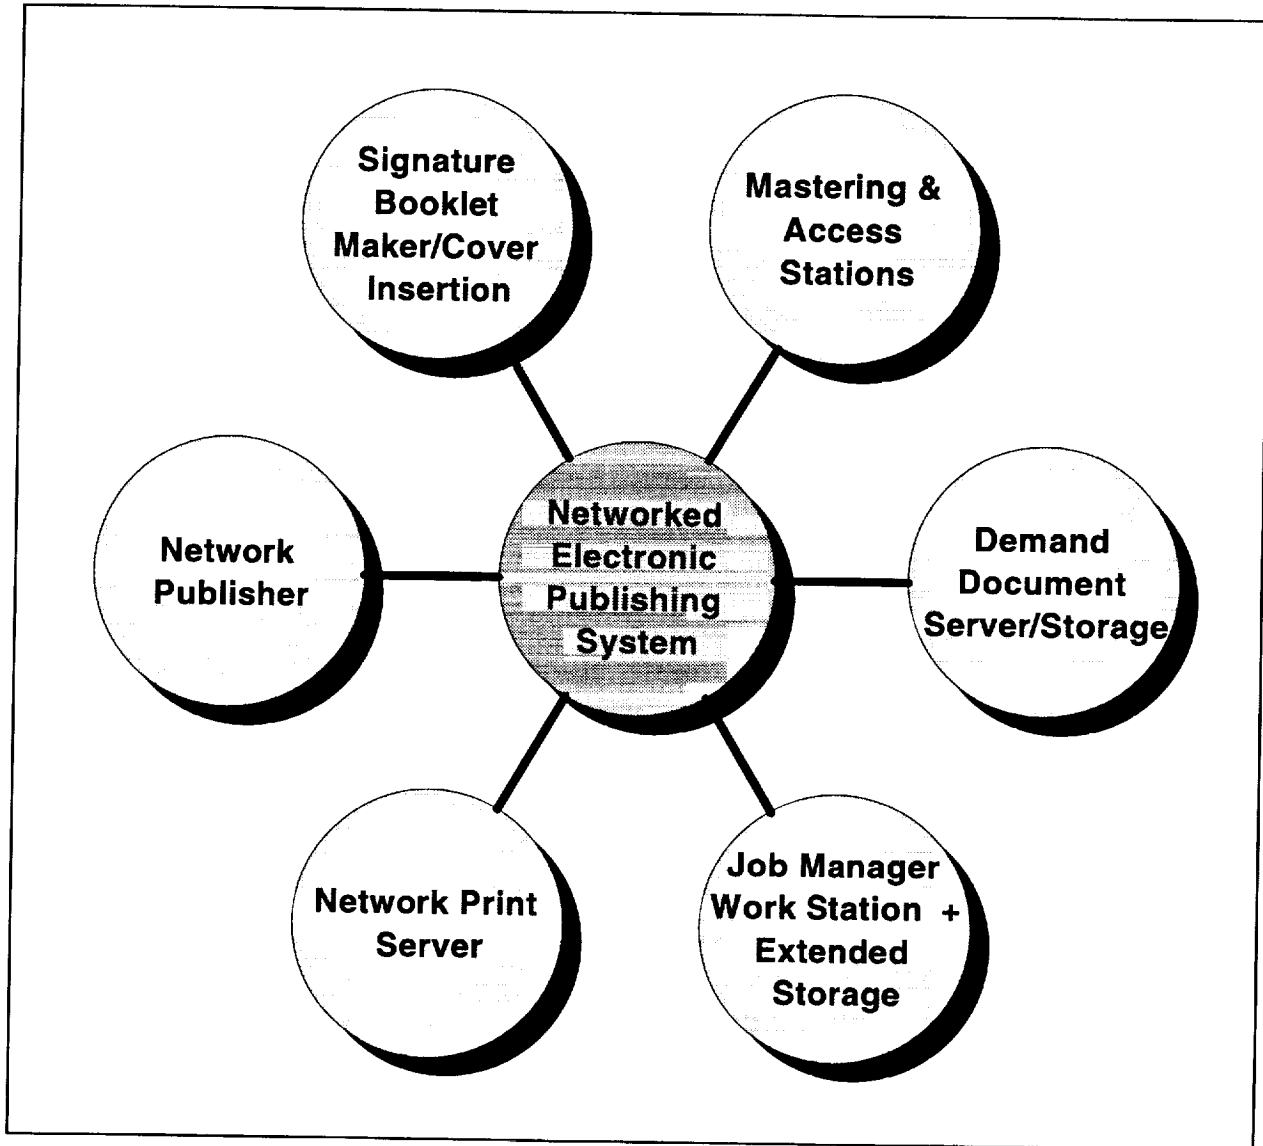 Signature
Booklet
Maker/Cover
Insertion
Mastering &
Access
Stations
Network
Publisher
Networked
Electronic
Publishing
System
Demand
Document
Server/Storage
Network Print
Server
Job Manager
Work Station +
Extended
Storage